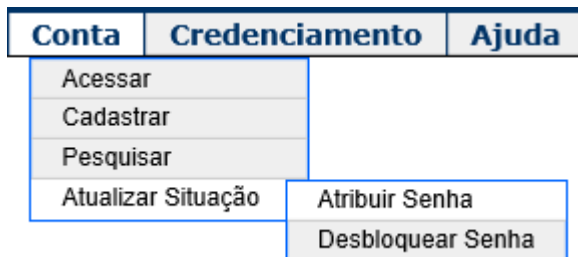 Conta Credenciamento Ajuda
Acessar
Cadastrar
Pesquisar
Atualizar Situação
Atribuir Senha
Desbloquear Senha